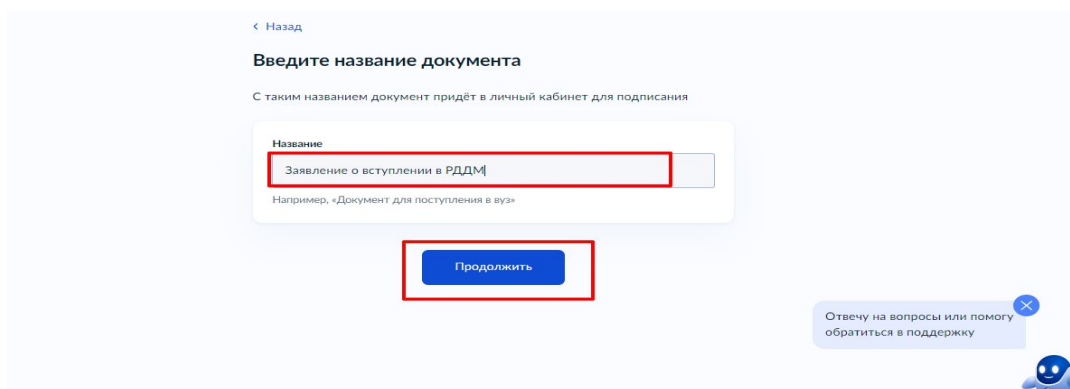 Назад
Введите название документа
С таким названием документ придёт в личный кабинет для подписания
Название
Заявление о вступлении в РДДМ
Например, «Документ для поступления в вуз»
Продолжить
Отвечу на вопросы или помогу
обратиться в поддержку